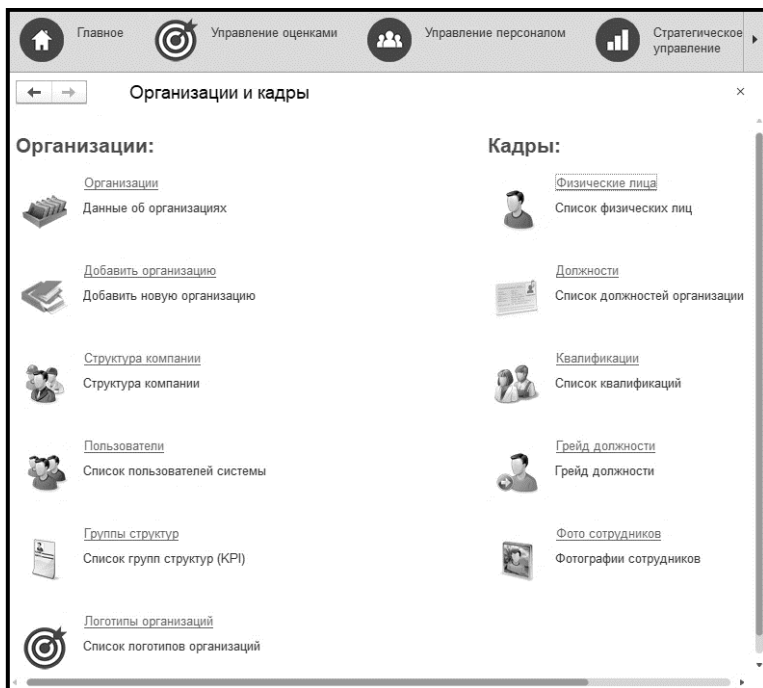 Главное
Управление оценками
Управление персоналом
Стратегическое
управление
Организации и кадры
Организации:
Организации
Данные об организациях
Добавить организацию
Добавить новую организацию
Структура компании
Структура компании
Пользователи
Список пользователей системы
Группы структур
Список групп структур (KPI)
Логотипы организаций
Список логотипов организаций
Кадры:
Физические лица
Список физических лиц
Должности
Список должностей организации
Квалификации
Список квалификаций
Грейд должности
Грейд должности
Фото сотрудников
Фотографии сотрудников